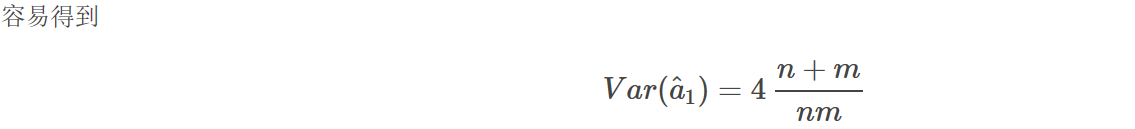 容易得到
Var(â₁) = 4 (n + m)/(nm)